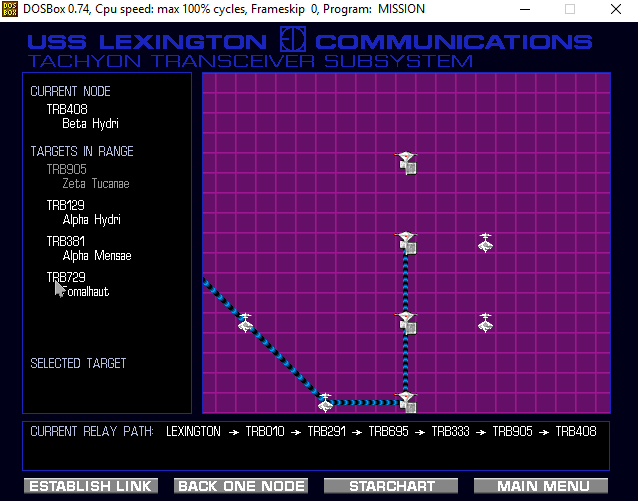 DOSBox 0.74, Cpu speed: max 100% cycles, Frameskip 0, Program: MISSION
USS LEXINGTON COMMUNICATIONS
TACHYON TRANSCEIVER SUBSYSTEM
CURRENT NODE
TRB408
Beta Hydri
TARGETS IN RANGE
TRB905
Zeta Tucanae
TRB129
Alpha Hydri
TRB381
Alpha Mensae
TRB729
Fomalhaut
SELECTED TARGET
CURRENT RELAY PATH: LEXINGTON → TRB010 → TRB291 → TRB695 → TRB333 → TRB905 → TRB408
ESTABLISH LINK BACK ONE NODE STARCHART MAIN MENU